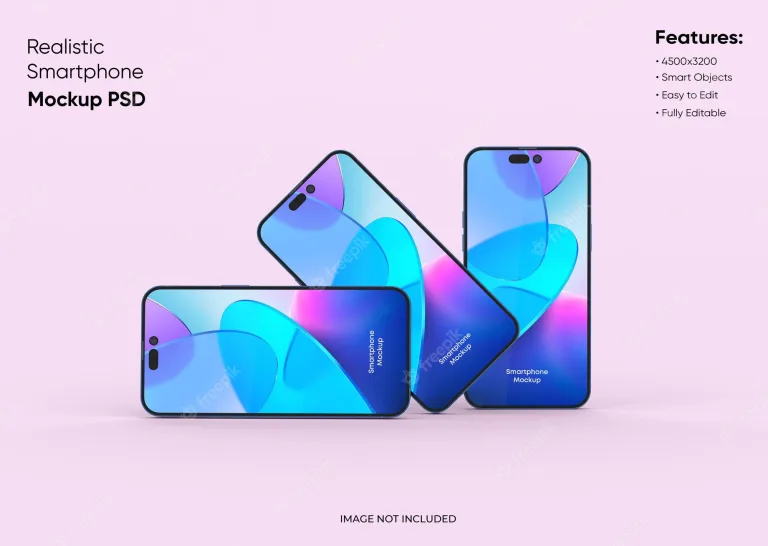 Realistic
Smartphone
Mockup PSD
Features:
• 4500x3200
• Smart Objects
• Easy to Edit
• Fully Editable
Smartphone
Mockup
Smartphone
Mockup
Smartphone
Mockup
freepik
freepik
freepik
freepik
IMAGE NOT INCLUDED